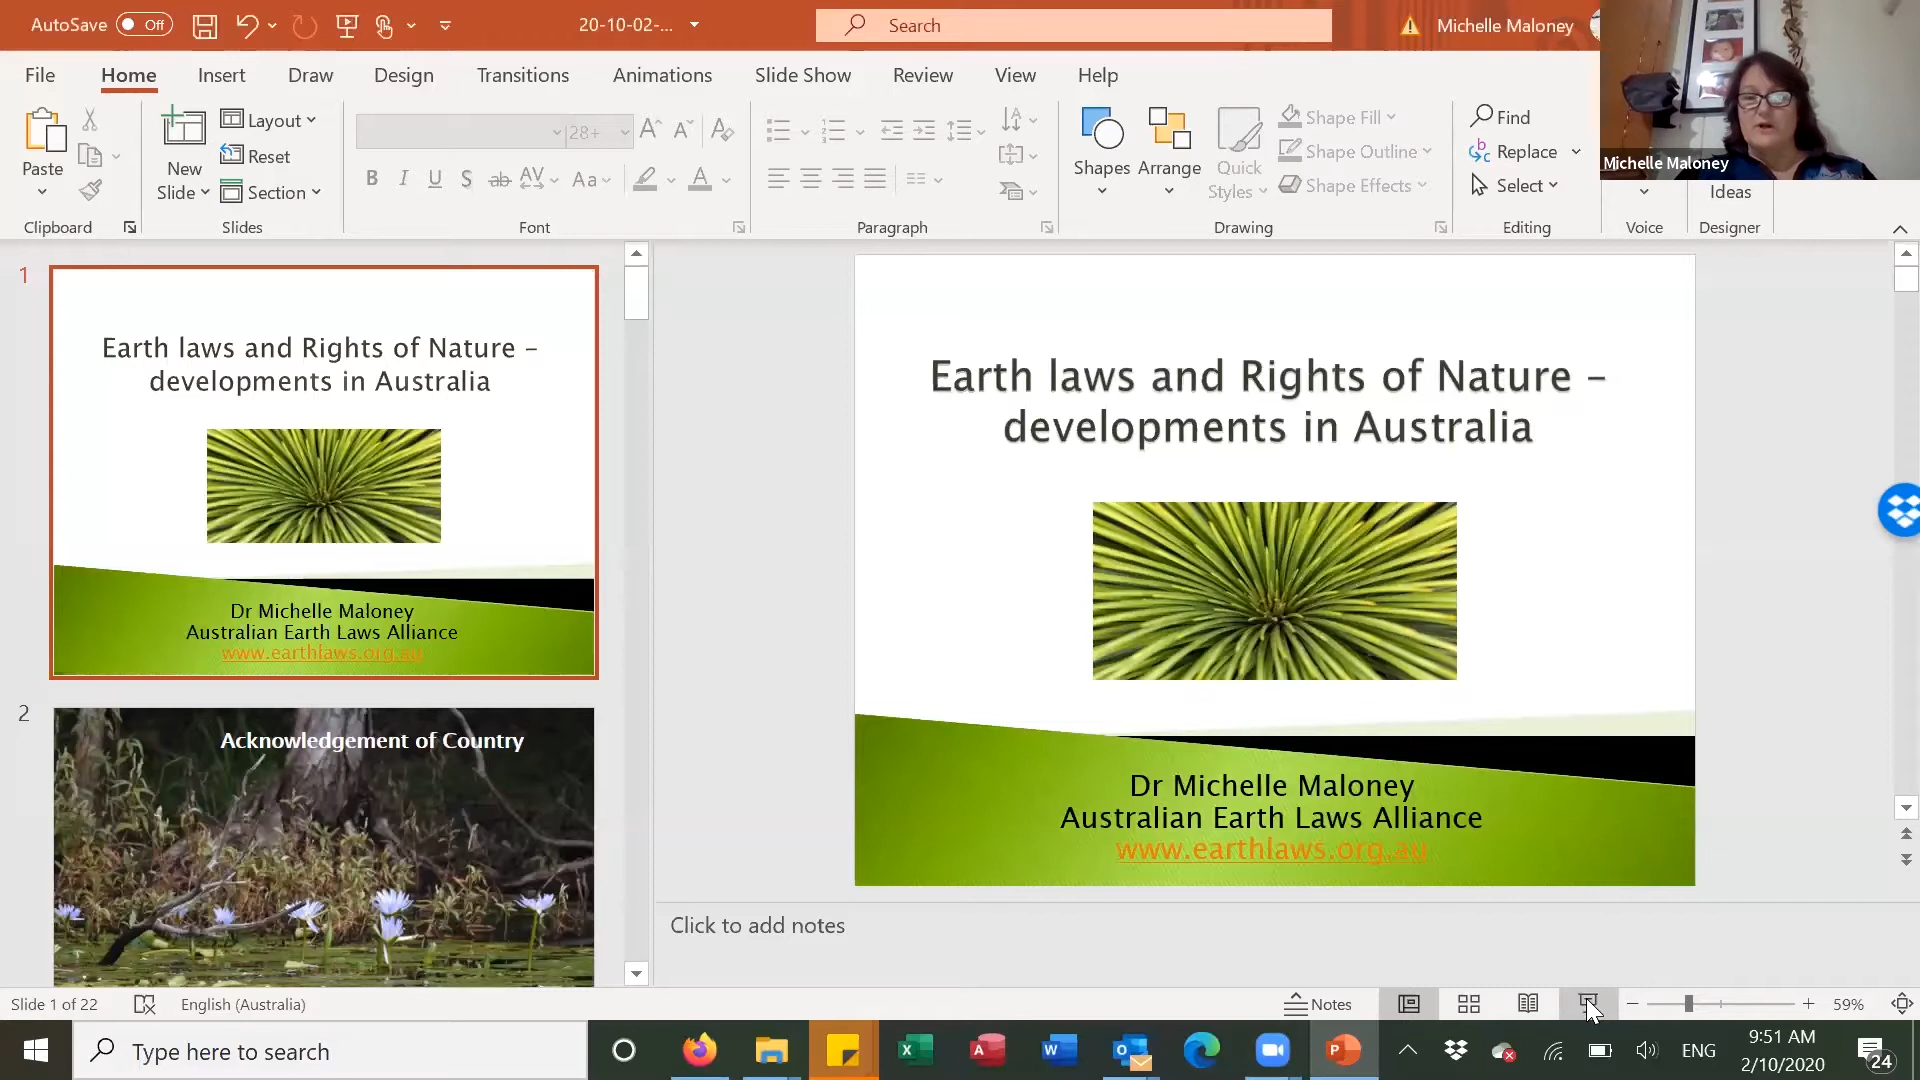 AutoSave
Off
20-10-02-...
Search
Michelle Maloney
File
Home
Insert
Draw
Design
Transitions
Animations
Slide Show
Review
View
Help
Paste
Clipboard
New
Slide
Layout
Reset
Section
Slides
28+
B I U S ab AV Aa A
Font
Paragraph
Shapes
Arrange
Quick
Styles
Shape Fill
Shape Outline
Shape Effects
Drawing
Find
Replace
Select
Editing
Voice
Ideas
Designer
Michelle Maloney
1
Earth laws and Rights of Nature –
developments in Australia
Dr Michelle Maloney
Australian Earth Laws Alliance
www.earthlaws.org.au
2
Acknowledgement of Country
Earth laws and Rights of Nature –
developments in Australia
Dr Michelle Maloney
Australian Earth Laws Alliance
www.earthlaws.org.au
Click to add notes
Slide 1 of 22
English (Australia)
Notes
59%
Type here to search
ENG
9:51 AM
2/10/2020
24